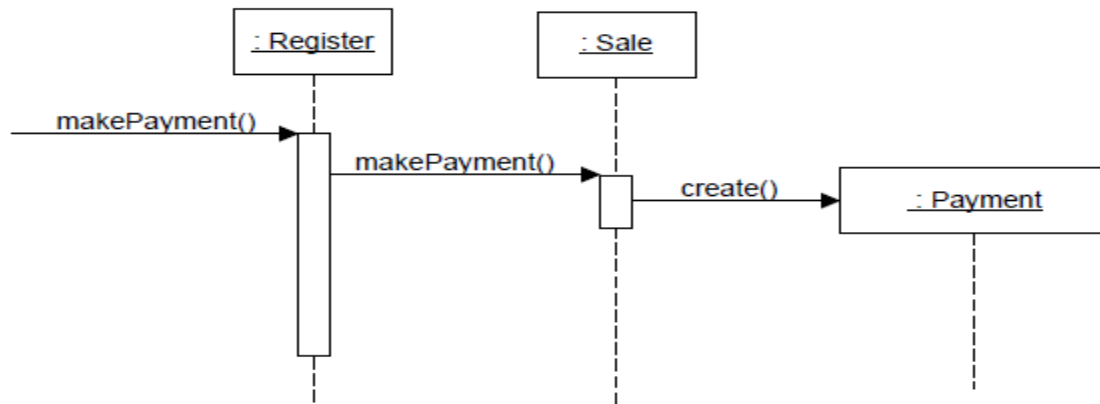 : Register
: Sale
makePayment()
makePayment()
create()
: Payment